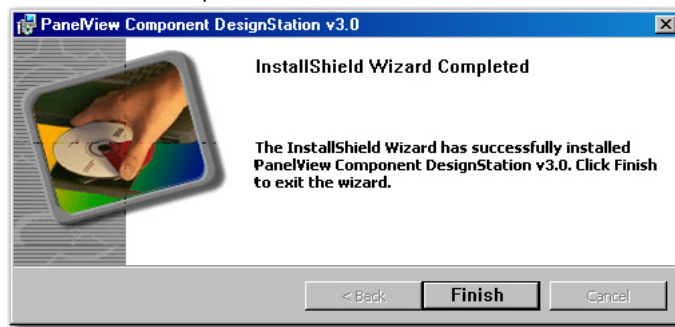 PanelView Component DesignStation v3.0
InstallShield Wizard Completed
The InstallShield Wizard has successfully installed
PanelView Component DesignStation v3.0. Click Finish
to exit the wizard.
< Back Finish Cancel